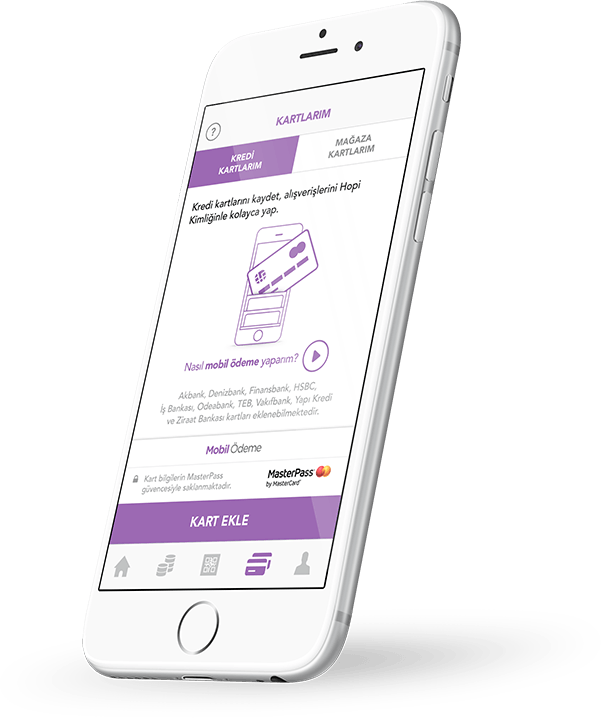 ?
KARTLARIM
KREDİ
KARTLARIM
MAĞAZA
KARTLARIM
Kredi kartlarını kaydet, alışverişlerini Hopi
Kimliğinle kolayca yap.
Nasıl mobil ödeme yaparım?
Akbank, Denizbank, Finansbank, HSBC,
İş Bankası, Odeabank, TEB, Vakıfbank, Yapı Kredi
ve Ziraat Bankası kartları eklenebilmektedir.
Mobil Ödeme
Kart bilgilerin MasterPass
güvencesiyle saklanmaktadır.
MasterPass
by MasterCard
KART EKLE